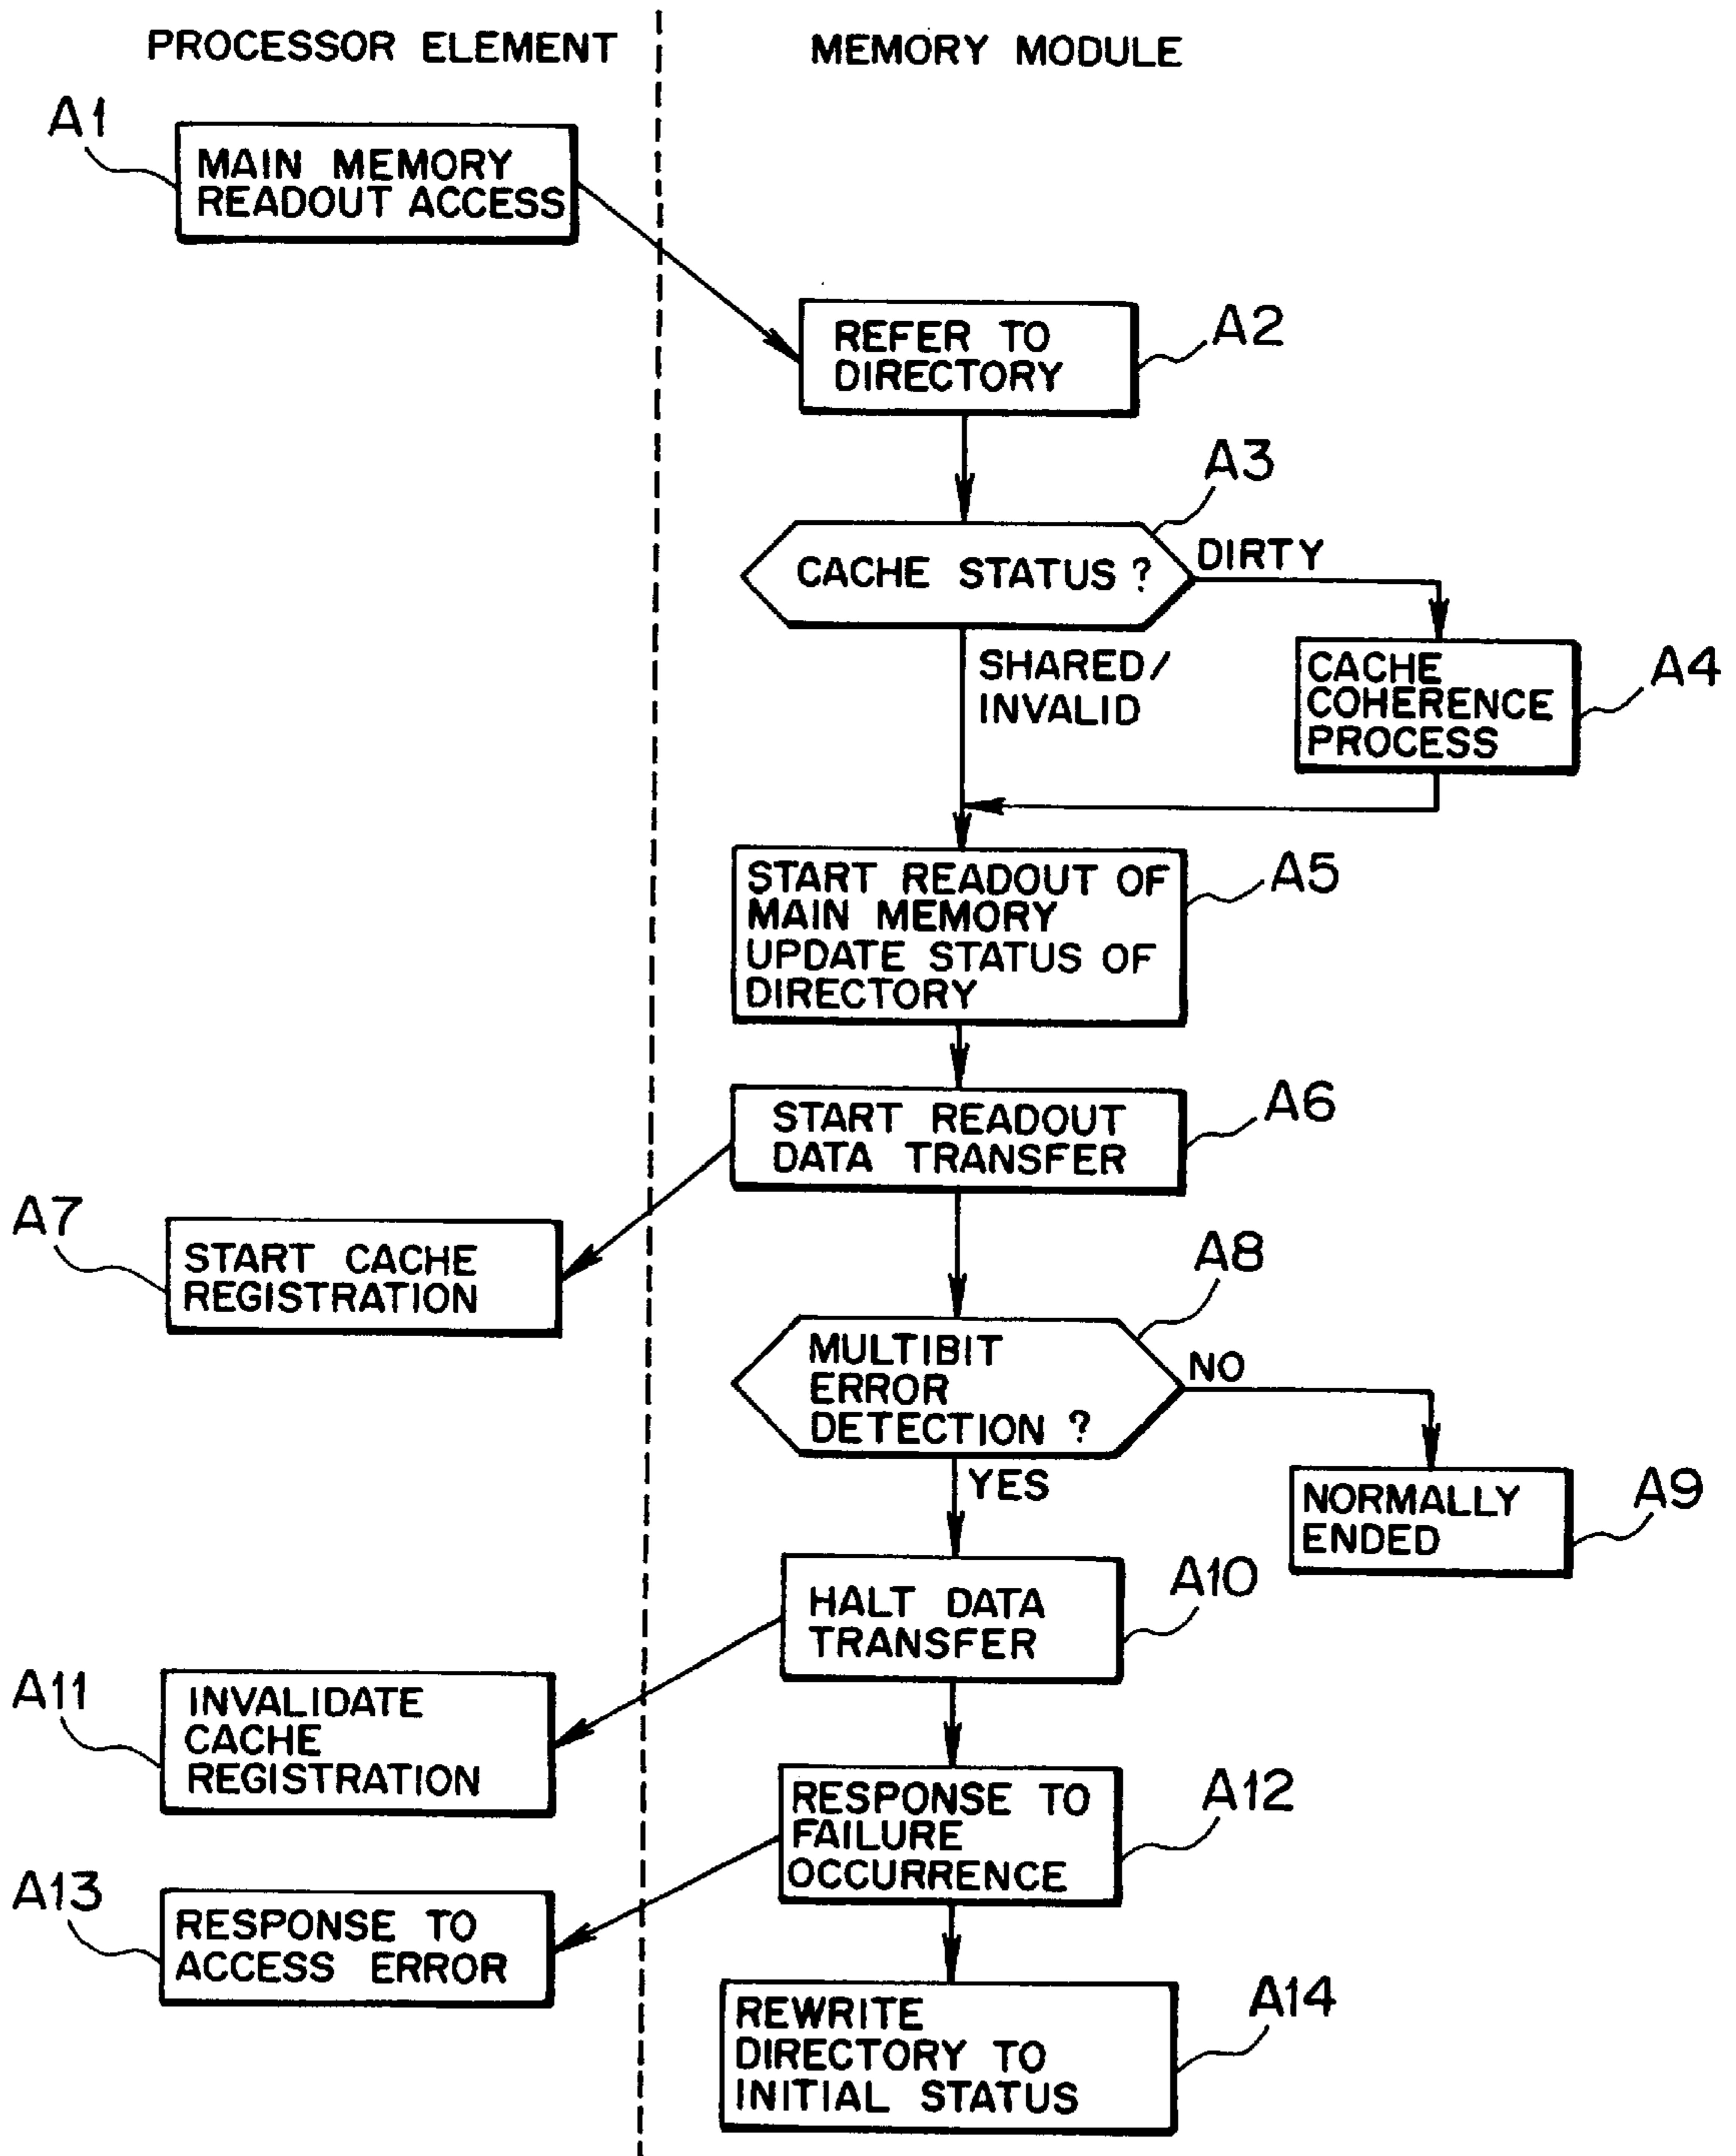 PROCESSOR ELEMENT
MEMORY MODULE
A1
MAIN MEMORY
READOUT ACCESS
REFER TO
DIRECTORY
A2
A3
CACHE STATUS ?
DIRTY
SHARED/
INVALID
CACHE
COHERENCE
PROCESS
A4
START READOUT OF
MAIN MEMORY
UPDATE STATUS OF
DIRECTORY
A5
START READOUT
DATA TRANSFER
A6
A7
START CACHE
REGISTRATION
A8
MULTIBIT
ERROR
DETECTION ?
NO
YES
NORMALLY
ENDED
A9
HALT DATA
TRANSFER
A10
A11
INVALIDATE
CACHE
REGISTRATION
RESPONSE TO
FAILURE
OCCURRENCE
A12
A13
RESPONSE TO
ACCESS ERROR
REWRITE
DIRECTORY TO
INITIAL STATUS
A14